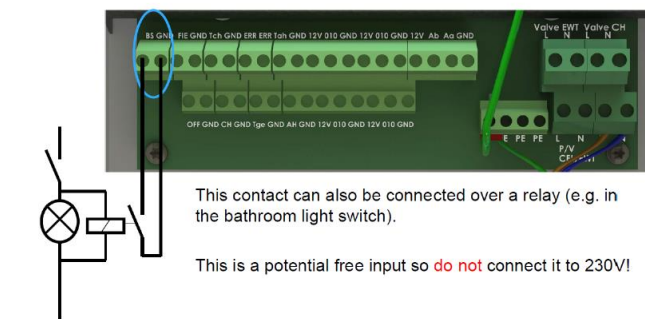 Valve EWT Valve CH
L N L N
BS GND FIE GND Tch GND ERR ERR Tah GND 12V 010 GND 12V 010 GND 12V Ab Aa GND
OFF GND CH GND Tge GND AH GND 12V 010 GND 12V 010 GND
E PE PE L N N
P/V
This contact can also be connected over a relay (e.g. in
the bathroom light switch).
This is a potential free input so do not connect it to 230V!